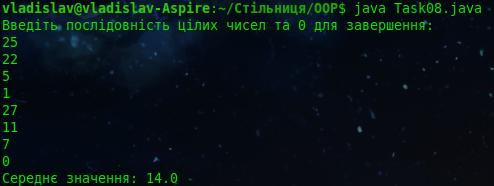 vladislav@vladislav-Aspire:~/Стільниця/OOP$ java Task08.java
Введіть послідовність цілих чисел та 0 для завершення:
25
22
5
1
27
11
7
0
Середнє значення: 14.0